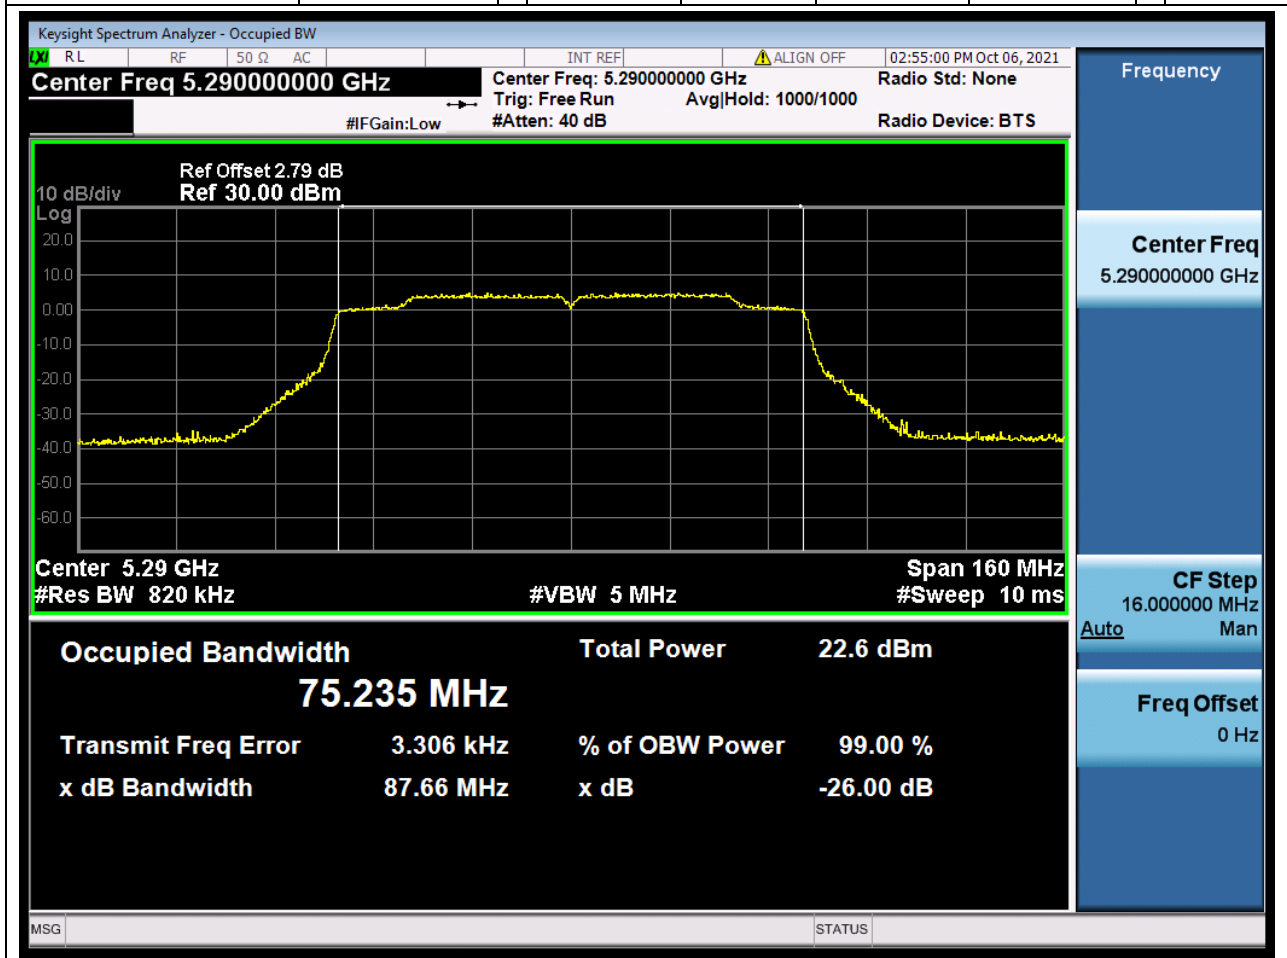 Keysight Spectrum Analyzer - Occupied BW
LXI RL RF 50 Ω AC INT REF ALIGN OFF 02:55:00 PM Oct 06, 2021
Center Freq 5.290000000 GHz
Center Freq: 5.290000000 GHz
Radio Std: None
Trig: Free Run Avg|Hold: 1000/1000
#IFGain:Low
#Atten: 40 dB
Radio Device: BTS
Ref Offset 2.79 dB
10 dB/div Ref 30.00 dBm
Log
20.0
10.0
0.00
-10.0
-20.0
-30.0
-40.0
-50.0
-60.0
Center 5.29 GHz Span 160 MHz
#Res BW 820 kHz #VBW 5 MHz #Sweep 10 ms
Occupied Bandwidth Total Power 22.6 dBm
75.235 MHz
Transmit Freq Error 3.306 kHz % of OBW Power 99.00 %
x dB Bandwidth 87.66 MHz x dB -26.00 dB
MSG STATUS
Frequency
Center Freq
5.290000000 GHz
CF Step
16.000000 MHz
Auto Man
Freq Offset
0 Hz